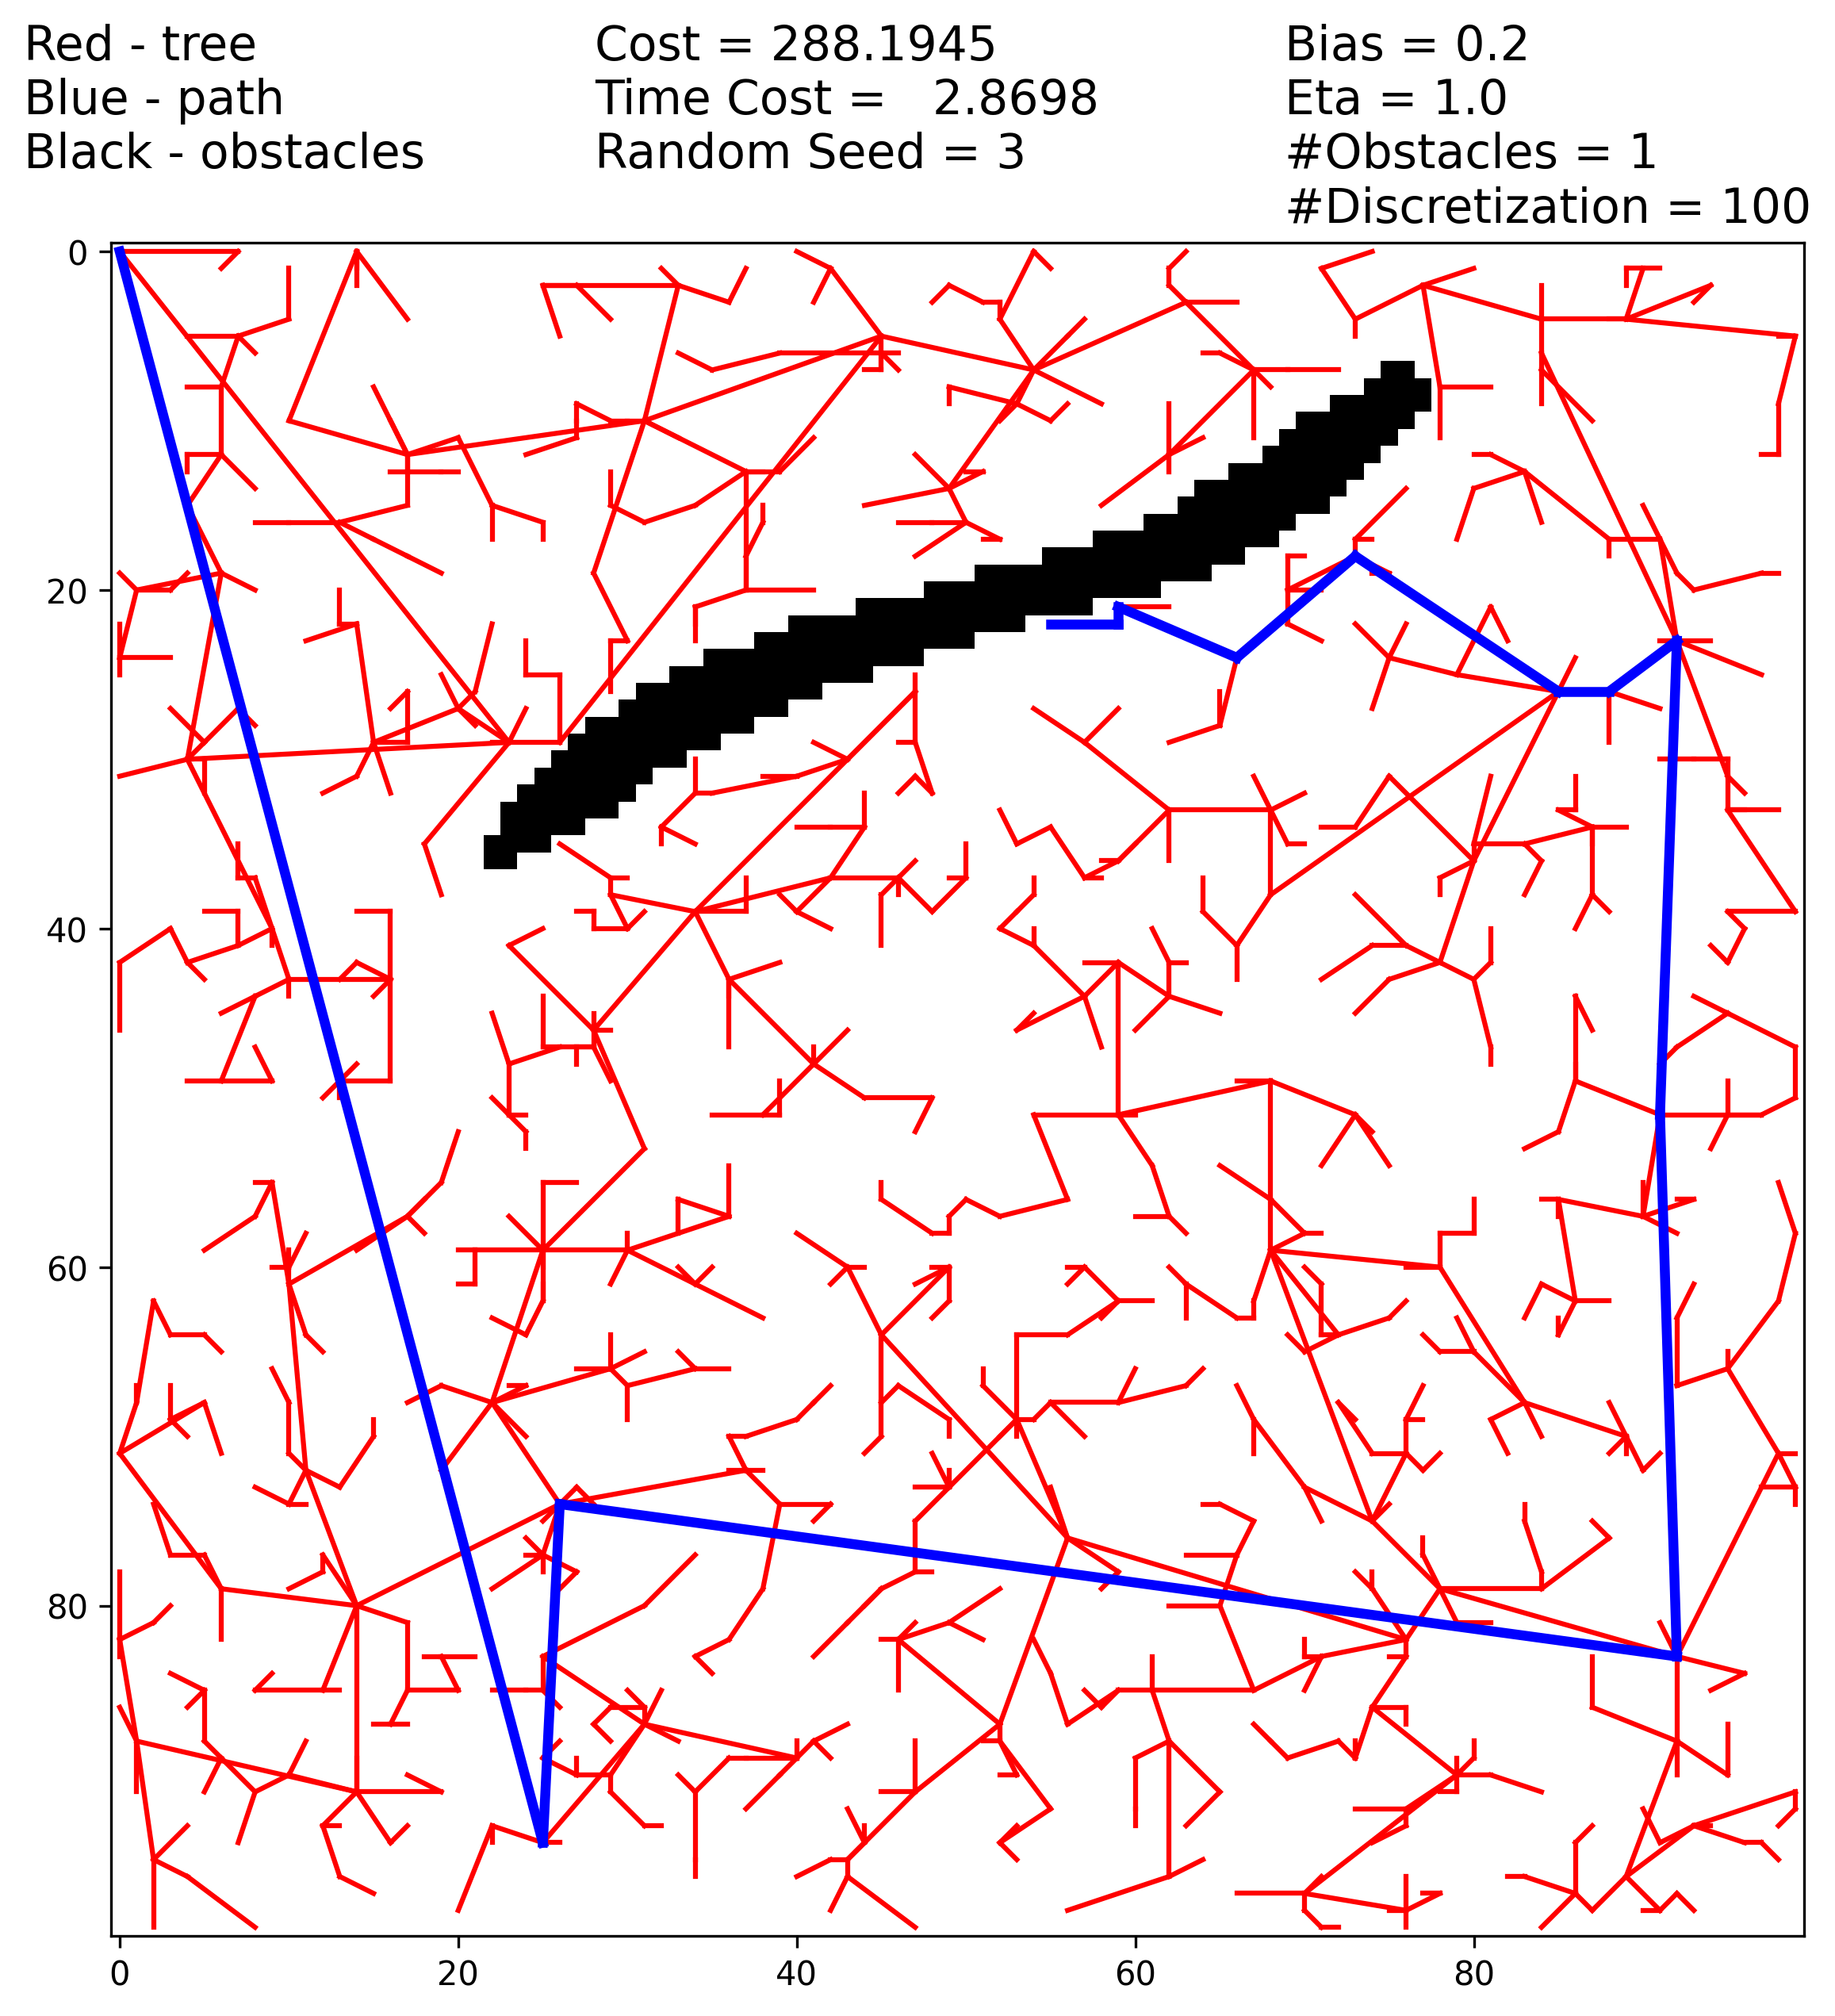 Red - tree
Blue - path
Black - obstacles
Cost = 288.1945
Time Cost =   2.8698
Random Seed = 3
Bias = 0.2
Eta = 1.0
#Obstacles = 1
#Discretization = 100
0
20
40
60
80
0
20
40
60
80